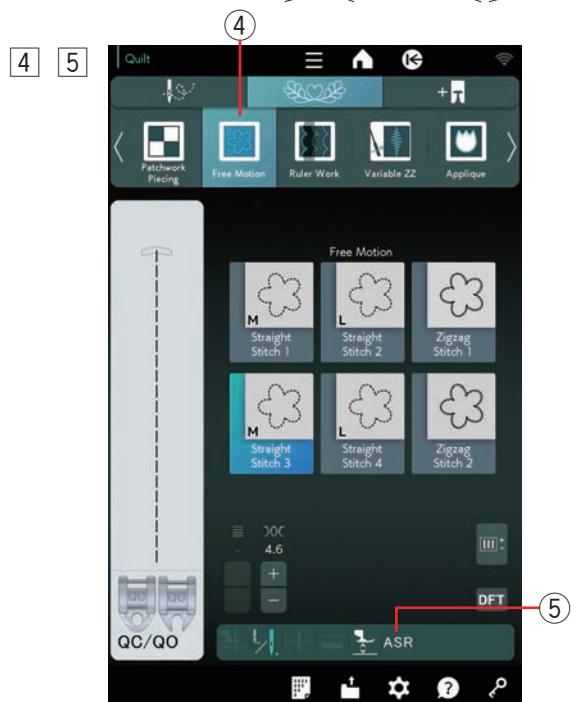 ④
4 5
Quilt
Patchwork
Piecing
Free Motion
Ruler Work
Variable ZZ
Applique
Free Motion
M
Straight
Stitch 1
L
Straight
Stitch 2
Zigzag
Stitch 1
M
Straight
Stitch 3
L
Straight
Stitch 4
Zigzag
Stitch 2
-
4.6
+
−
DFT
QC/QO
ASR
⑤
?